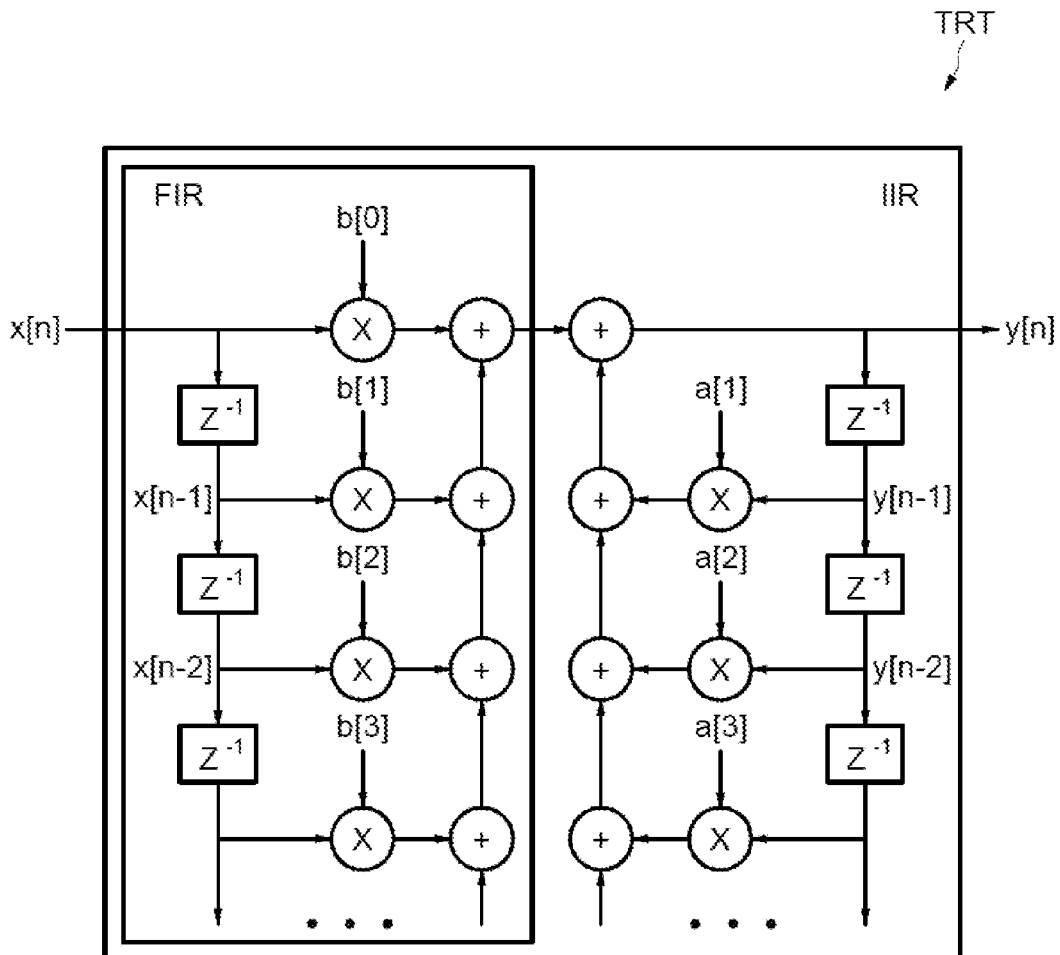 TRT
FIR
IIR
b[0]
x[n]
X
+
+
y[n]
b[1]
a[1]
Z⁻¹
Z⁻¹
x[n-1]
X
+
+
X
y[n-1]
b[2]
a[2]
Z⁻¹
Z⁻¹
x[n-2]
X
+
+
X
y[n-2]
b[3]
a[3]
Z⁻¹
Z⁻¹
X
+
+
X
• • •
• • •